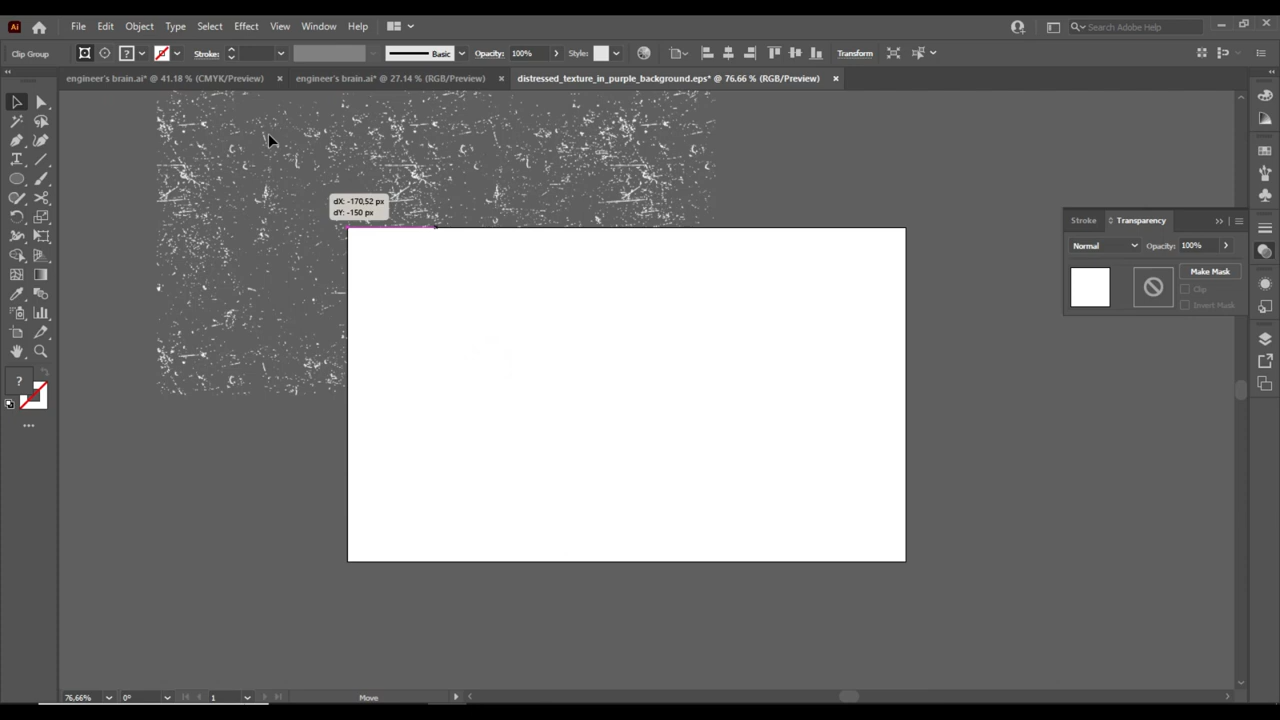 Ai File Edit Object Type Select Effect View Window Help Search Adobe Help
Clip Group ? Stroke: Basic Opacity: 100% Style: Transform
engineer's brain.ai* @ 41.18 % (CMYK/Preview) × engineer's brain.ai* @ 27.14 % (RGB/Preview) × distressed_texture_in_purple_background.eps* @ 76.66 % (RGB/Preview) ×
dX: -170,52 px
dY: -150 px
Stroke Transparency
Normal Opacity: 100%
Make Mask
Clip
Invert Mask
?
76,66% 0° 1 Move